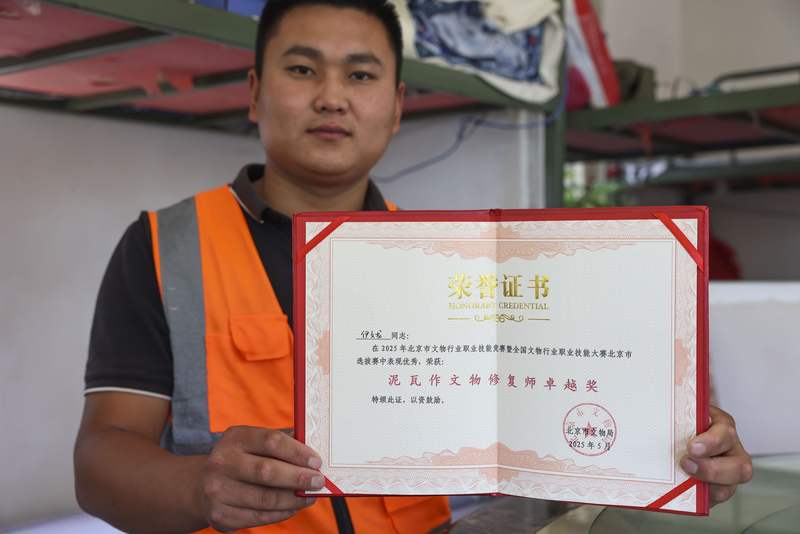 荣誉证书
HONORARY CREDENTIAL
同志：
在2025年北京市文物行业职业技能竞赛暨全国文物行业职业技能大赛北京市
选拔赛中表现优秀，荣获：
泥瓦作文物修复师卓越奖
特颁此证，以资鼓励。
北京市文物局
2025年5月